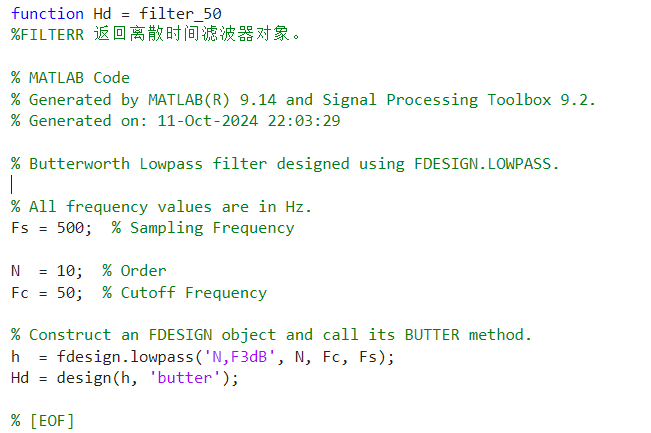 function Hd = filter_50
%FILTERR 返回离散时间滤波器对象。
% MATLAB Code
% Generated by MATLAB(R) 9.14 and Signal Processing Toolbox 9.2.
% Generated on: 11-Oct-2024 22:03:29
% Butterworth Lowpass filter designed using FDESIGN.LOWPASS.
% All frequency values are in Hz.
Fs = 500;  % Sampling Frequency
N  = 10;  % Order
Fc = 50;  % Cutoff Frequency
% Construct an FDESIGN object and call its BUTTER method.
h  = fdesign.lowpass('N,F3dB', N, Fc, Fs);
Hd = design(h, 'butter');
% [EOF]